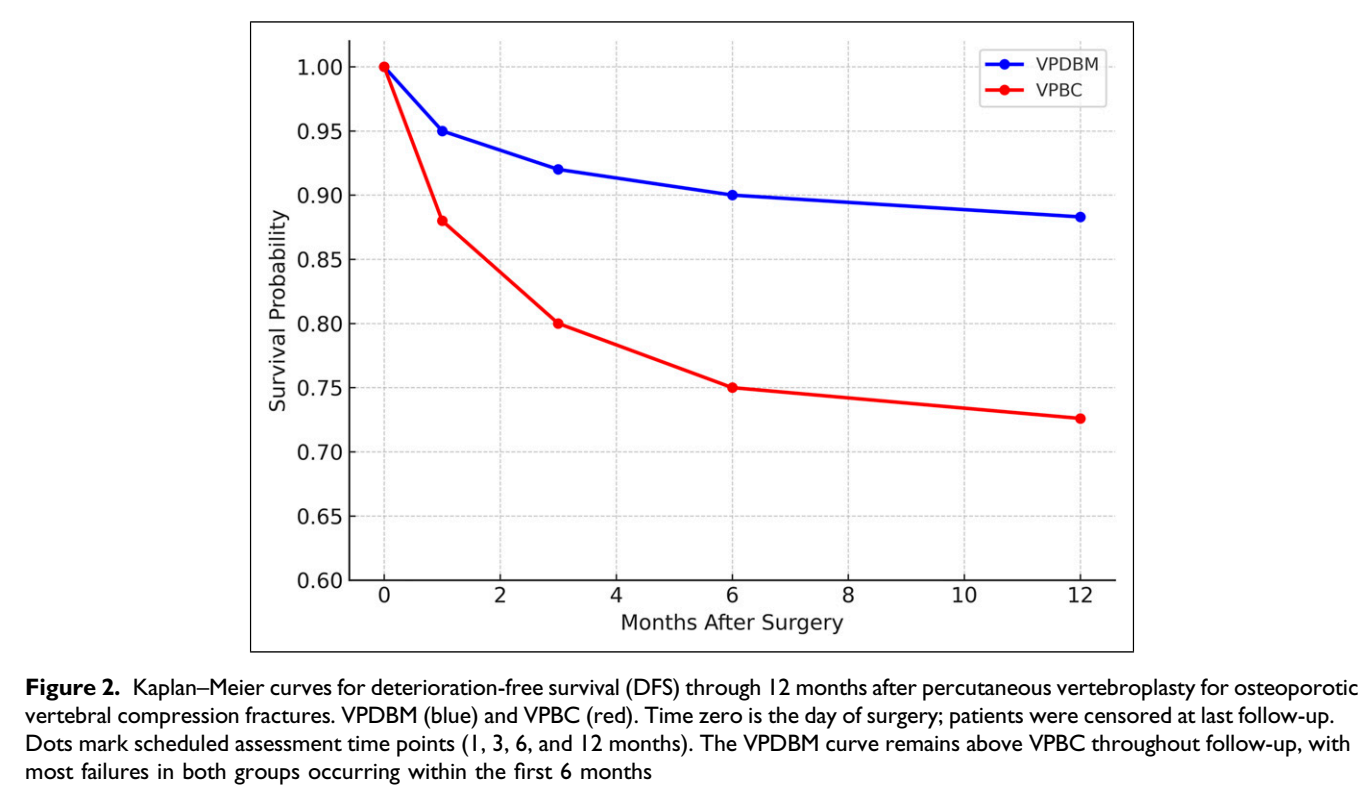 1.00
0.95
0.90
0.85
0.80
0.75
0.70
0.65
0.60
Survival Probability
0
2
4
6
8
10
12
Months After Surgery
VPDBM
VPBC
Figure 2. Kaplan–Meier curves for deterioration-free survival (DFS) through 12 months after percutaneous vertebroplasty for osteoporotic
vertebral compression fractures. VPDBM (blue) and VPBC (red). Time zero is the day of surgery; patients were censored at last follow-up.
Dots mark scheduled assessment time points (1, 3, 6, and 12 months). The VPDBM curve remains above VPBC throughout follow-up, with
most failures in both groups occurring within the first 6 months